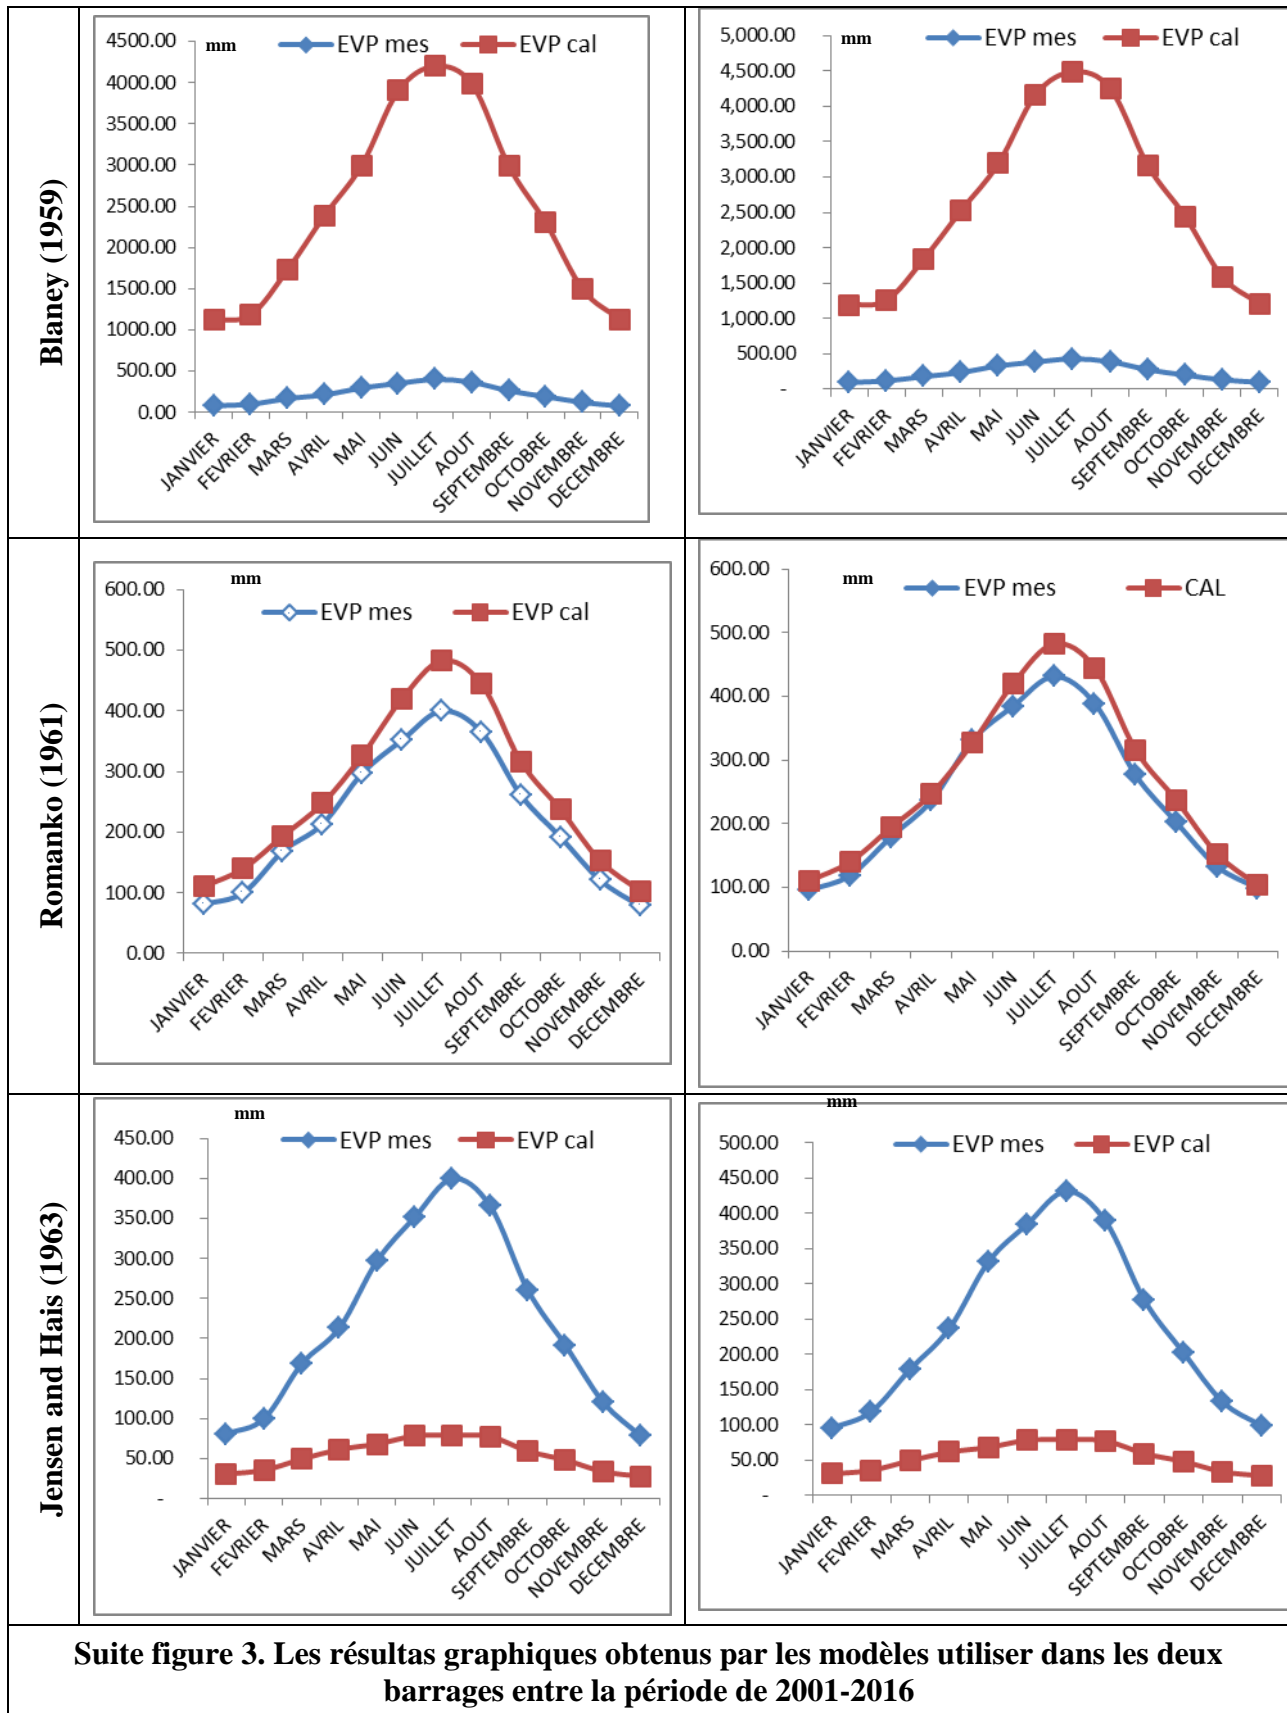 Blaney (1959)
mm
EVP mes
EVP cal
4500.00
4000.00
3500.00
3000.00
2500.00
2000.00
1500.00
1000.00
500.00
0.00
JANVIER
FEVRIER
MARS
AVRIL
MAI
JUIN
JUILLET
AOUT
SEPTEMBRE
OCTOBRE
NOVEMBRE
DECEMBRE
mm
EVP mes
EVP cal
5,000.00
4,500.00
4,000.00
3,500.00
3,000.00
2,500.00
2,000.00
1,500.00
1,000.00
500.00
-
JANVIER
FEVRIER
MARS
AVRIL
MAI
JUIN
JUILLET
AOUT
SEPTEMBRE
OCTOBRE
NOVEMBRE
DECEMBRE
Romanko (1961)
mm
EVP mes
EVP cal
600.00
500.00
400.00
300.00
200.00
100.00
0.00
JANVIER
FEVRIER
MARS
AVRIL
MAI
JUIN
JUILLET
AOUT
SEPTEMBRE
OCTOBRE
NOVEMBRE
DECEMBRE
mm
EVP mes
CAL
600.00
500.00
400.00
300.00
200.00
100.00
0.00
JANVIER
FEVRIER
MARS
AVRIL
MAI
JUIN
JUILLET
AOUT
SEPTEMBRE
OCTOBRE
NOVEMBRE
DECEMBRE
Jensen and Hais (1963)
mm
EVP mes
EVP cal
450.00
400.00
350.00
300.00
250.00
200.00
150.00
100.00
50.00
-
JANVIER
FEVRIER
MARS
AVRIL
MAI
JUIN
JUILLET
AOUT
SEPTEMBRE
OCTOBRE
NOVEMBRE
DECEMBRE
mm
EVP mes
EVP cal
500.00
450.00
400.00
350.00
300.00
250.00
200.00
150.00
100.00
50.00
-
JANVIER
FEVRIER
MARS
AVRIL
MAI
JUIN
JUILLET
AOUT
SEPTEMBRE
OCTOBRE
NOVEMBRE
DECEMBRE
Suite figure 3. Les résultas graphiques obtenus par les modèles utiliser dans les deux
barrages entre la période de 2001-2016